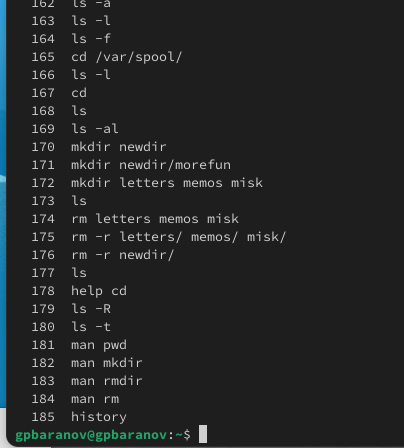 162 ls -a
163 ls -l
164 ls -f
165 cd /var/spool/
166 ls -l
167 cd
168 ls
169 ls -al
170 mkdir newdir
171 mkdir newdir/morefun
172 mkdir letters memos misk
173 ls
174 rm letters memos misk
175 rm -r letters/ memos/ misk/
176 rm -r newdir/
177 ls
178 help cd
179 ls -R
180 ls -t
181 man pwd
182 man mkdir
183 man rmdir
184 man rm
185 history
gpbaranov@gpbaranov:~$